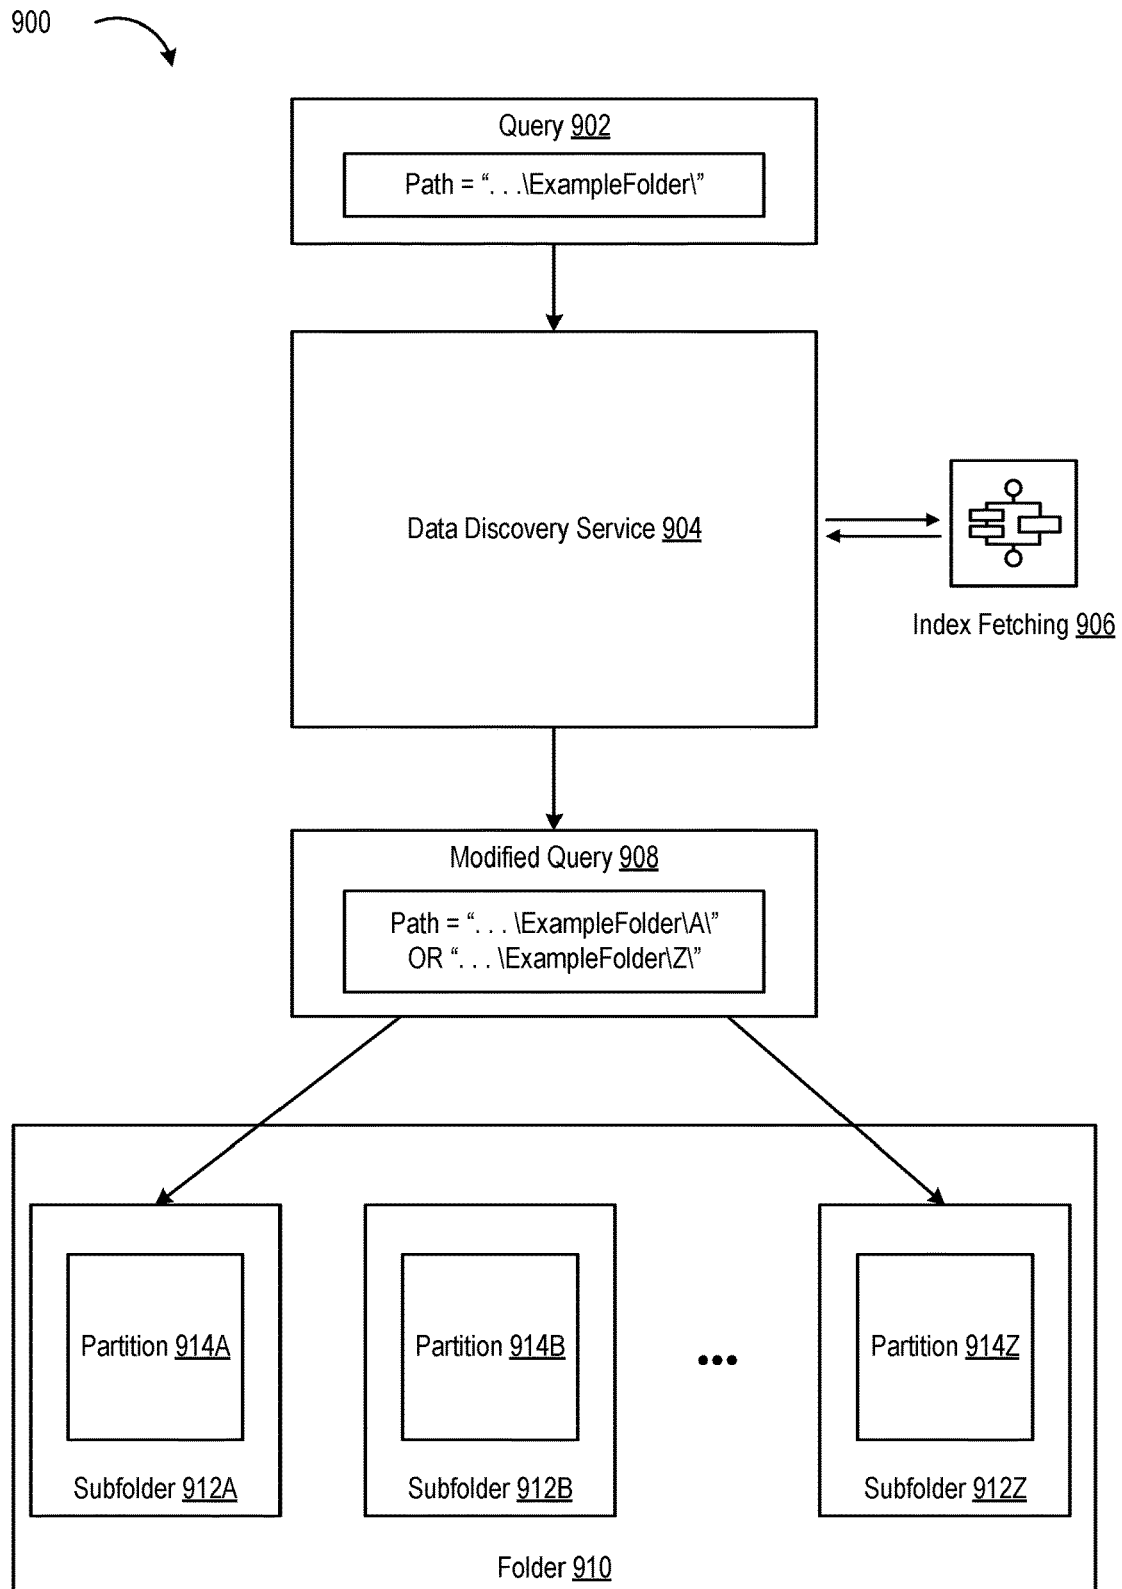 900
Query 902
Path = “. . .\ExampleFolder\”
Data Discovery Service 904
Index Fetching 906
Modified Query 908
Path = “. . . \ExampleFolder\A\”
OR “. . . \ExampleFolder\Z\”
Partition 914A
Partition 914B
...
Partition 914Z
Subfolder 912A
Subfolder 912B
Subfolder 912Z
Folder 910